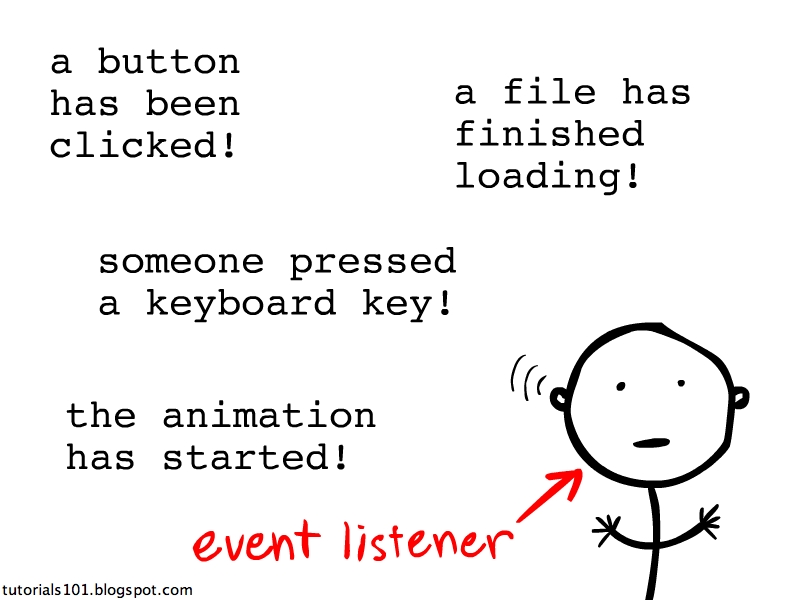 a button
has been
clicked!
a file has
finished
loading!
someone pressed
a keyboard key!
the animation
has started!
event listener
tutorials101.blogspot.com